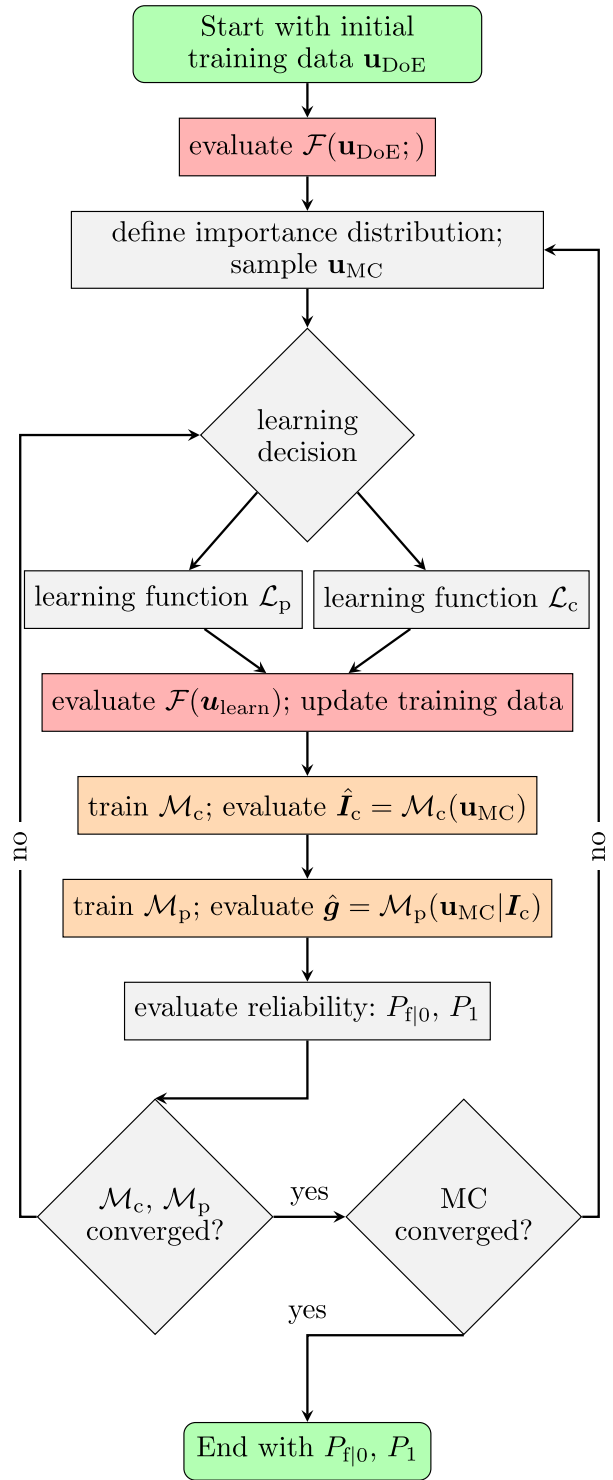 Start with initial
training data u_DoE
evaluate ℱ(u_DoE;)
define importance distribution;
sample u_MC
learning
decision
learning function ℒ_p
learning function ℒ_c
evaluate ℱ(u_learn); update training data
train ℳ_c; evaluate Î_c = ℳ_c(u_MC)
train ℳ_p; evaluate ĝ = ℳ_p(u_MC|I_c)
evaluate reliability: P_f|0, P_1
no
no
ℳ_c, ℳ_p
converged?
yes
MC
converged?
yes
End with P_f|0, P_1